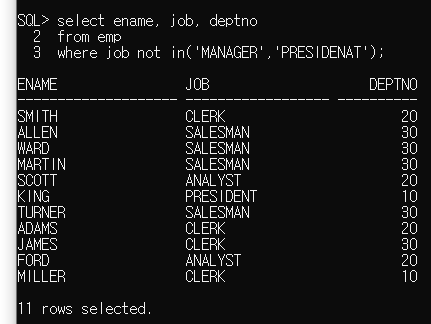 SQL> select ename, job, deptno
2 from emp
3 where job not in('MANAGER','PRESIDENAT');
ENAME JOB DEPTNO
-------------------- ------------------ ----------
SMITH CLERK 20
ALLEN SALESMAN 30
WARD SALESMAN 30
MARTIN SALESMAN 30
SCOTT ANALYST 20
KING PRESIDENT 10
TURNER SALESMAN 30
ADAMS CLERK 20
JAMES CLERK 30
FORD ANALYST 20
MILLER CLERK 10
11 rows selected.